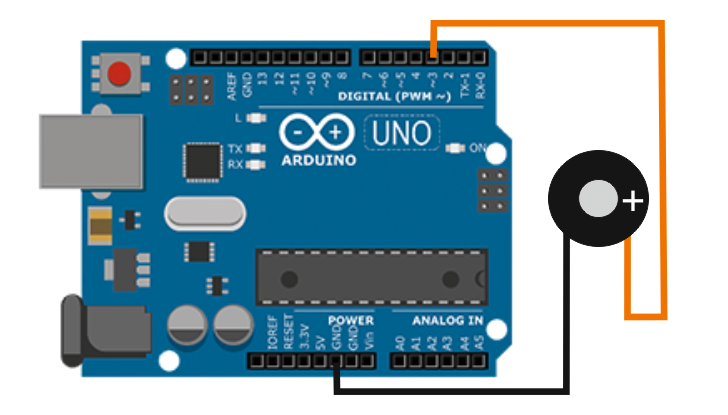 AREF
GND
13
12
~11
~10
~9
8
7
~6
~5
4
~3
2
TX-1
RX-0
DIGITAL (PWM ~)
L
TX
RX
- +
UNO
ARDUINO
ON
+
POWER
ANALOG IN
IOREF
RESET
3.3V
5V
GND
GND
Vin
A0
A1
A2
A3
A4
A5